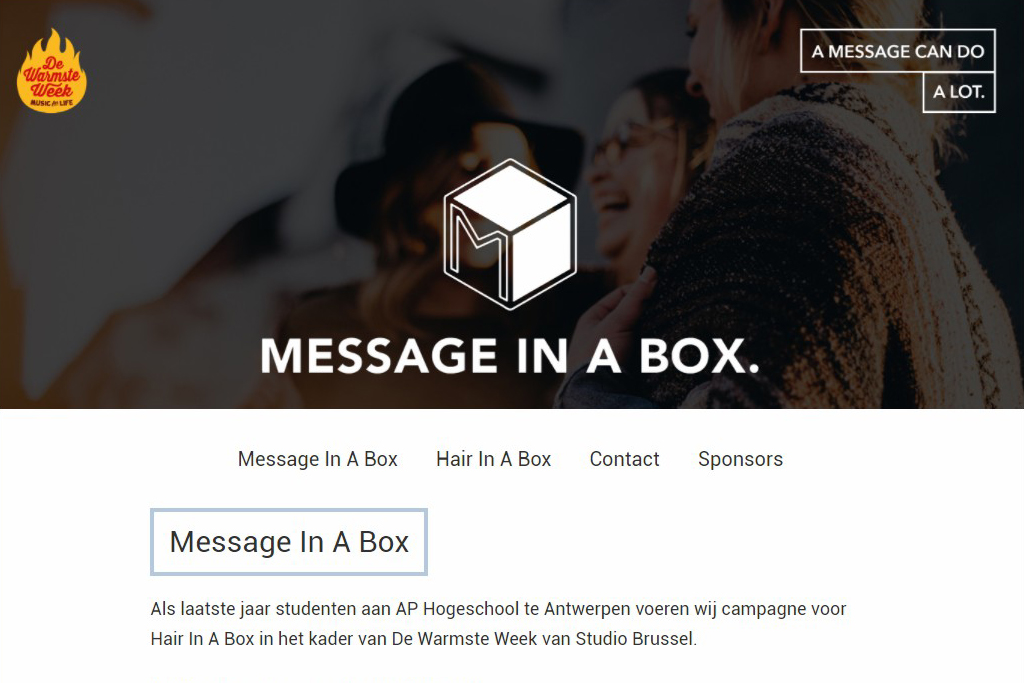 De
Warmste
Week
MUSIC for LIFE
A MESSAGE CAN DO
A LOT.
M
MESSAGE IN A BOX.
Message In A Box
Hair In A Box
Contact
Sponsors
Message In A Box
Als laatste jaar studenten aan AP Hogeschool te Antwerpen voeren wij campagne voor
Hair In A Box in het kader van De Warmste Week van Studio Brussel.